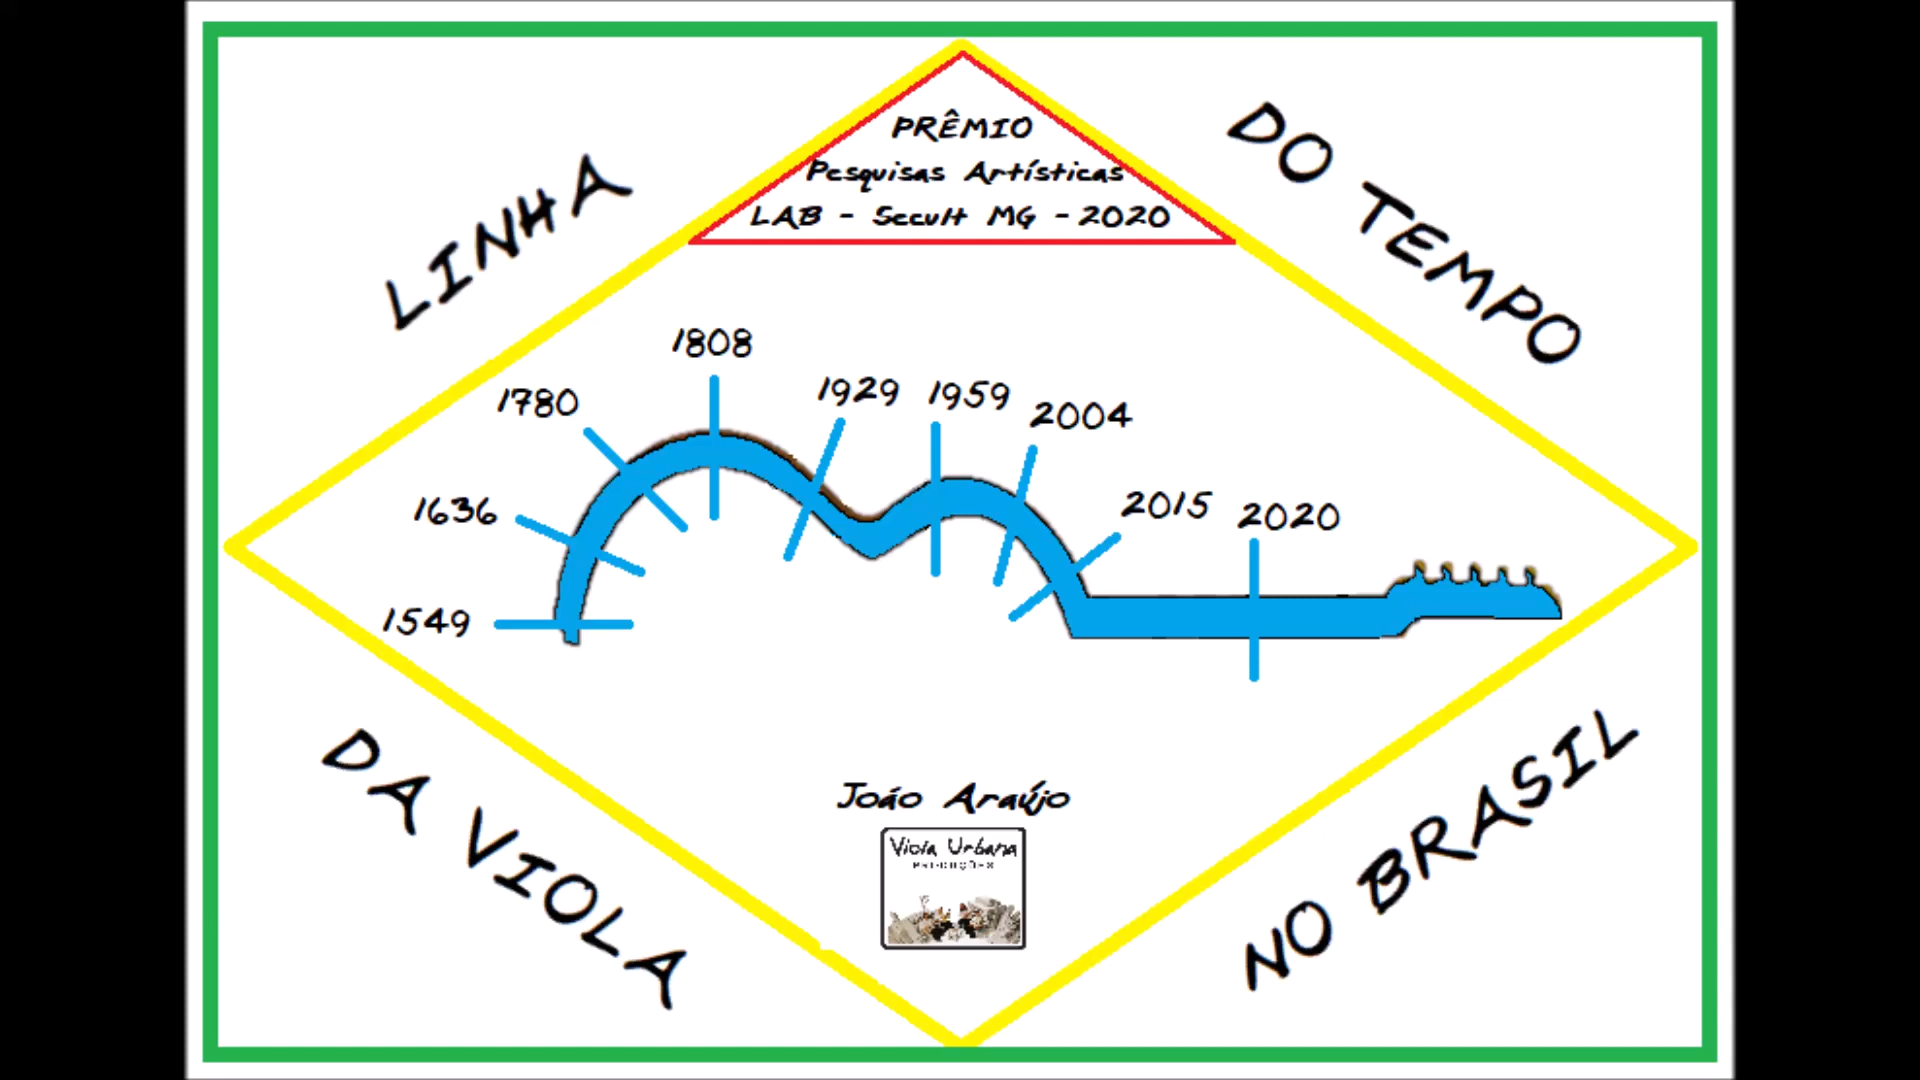 LINHA
DO TEMPO
PRÊMIO
Pesquisas Artísticas
LAB - Secult MG - 2020
1808
1780
1929
1959
2004
1636
2015
2020
1549
DA VIOLA
NO BRASIL
João Araújo
Viola Urbana
PRODUÇÕES